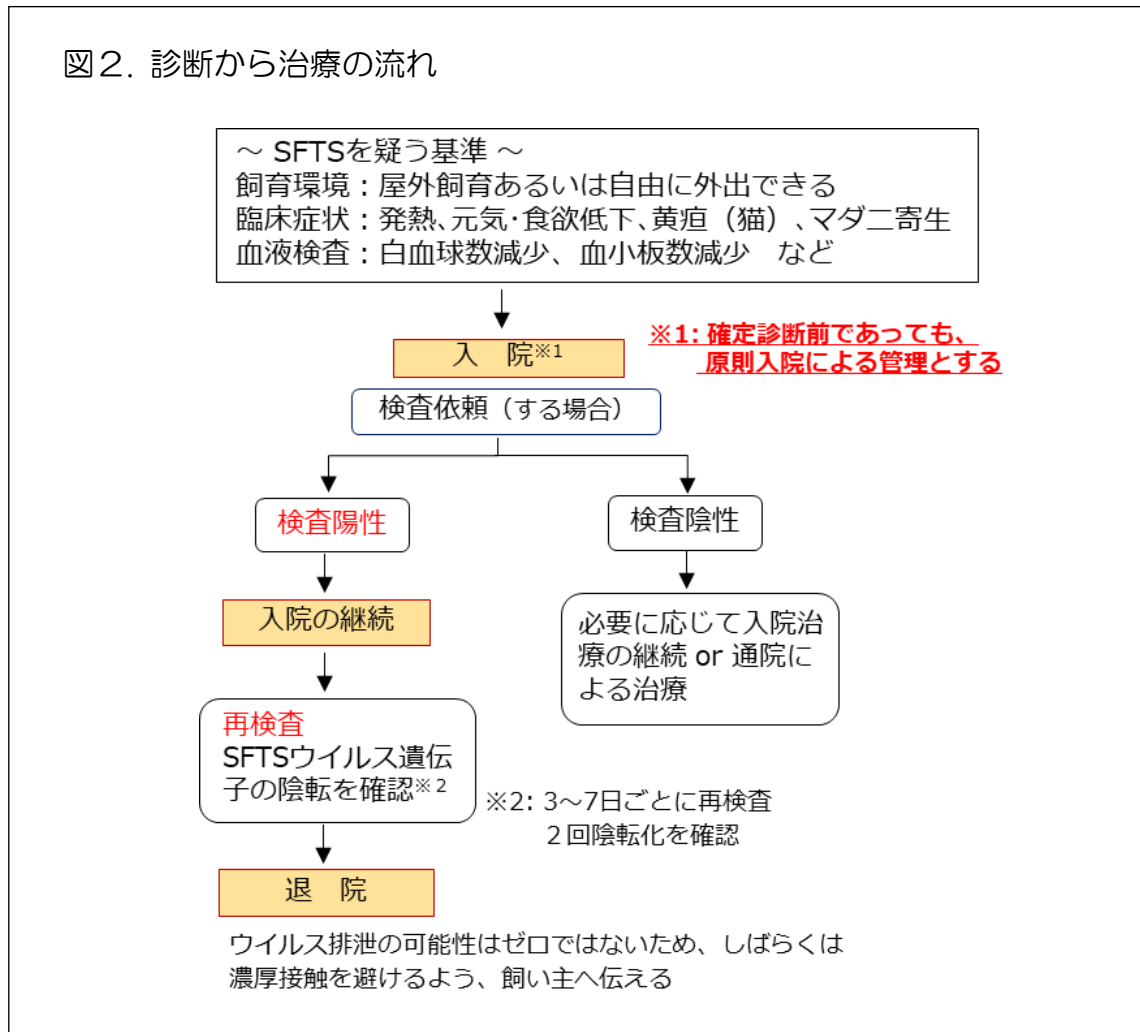 図２. 診断から治療の流れ
～ SFTSを疑う基準 ～
飼育環境：屋外飼育あるいは自由に外出できる
臨床症状：発熱、元気・食欲低下、黄疸（猫）、マダニ寄生
血液検査：白血球数減少、血小板数減少　など
入　院※1
※1: 確定診断前であっても、
原則入院による管理とする
検査依頼（する場合）
検査陽性
検査陰性
入院の継続
必要に応じて入院治
療の継続 or 通院に
よる治療
再検査
SFTSウイルス遺伝
子の陰転を確認※２
※2: 3～7日ごとに再検査
２回陰転化を確認
退　院
ウイルス排泄の可能性はゼロではないため、しばらくは
濃厚接触を避けるよう、飼い主へ伝える